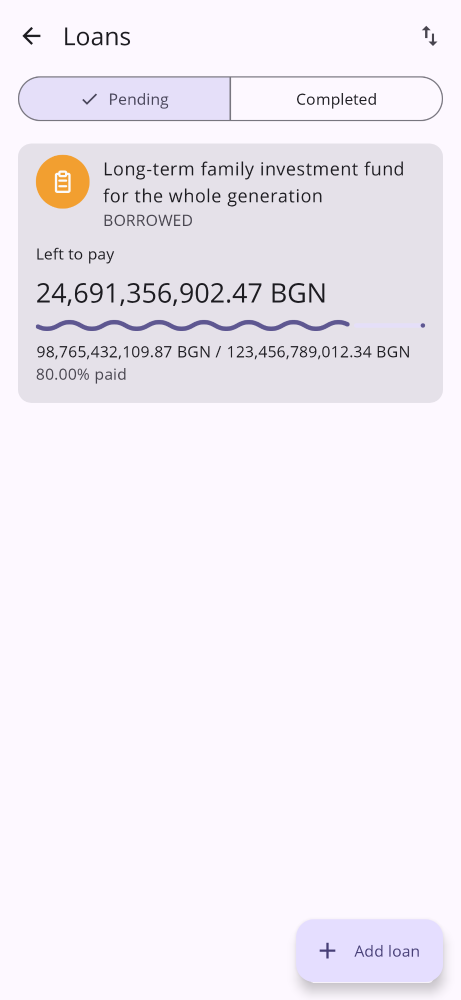 Loans
Pending
Completed
Long-term family investment fund
for the whole generation
BORROWED
Left to pay
24,691,356,902.47 BGN
98,765,432,109.87 BGN / 123,456,789,012.34 BGN
80.00% paid
Add loan